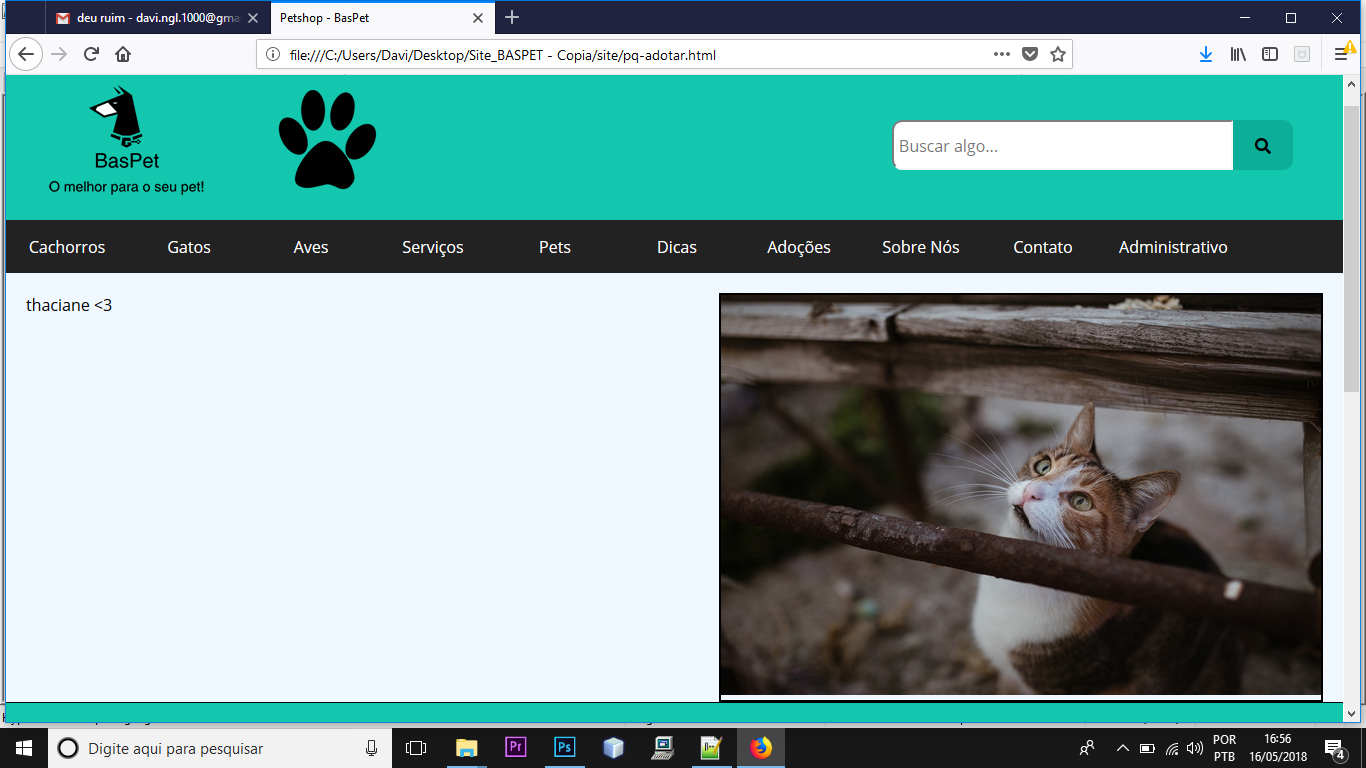 deu ruim - davi.ngl.1000@gma
Petshop - BasPet
file:///C:/Users/Davi/Desktop/Site_BASPET - Copia/site/pq-adotar.html
BasPet
O melhor para o seu pet!
Buscar algo...
Cachorros Gatos Aves Serviços Pets Dicas Adoções Sobre Nós Contato Administrativo
thaciane <3
Digite aqui para pesquisar
Pr
Ps
POR
PTB
16:56
16/05/2018
4